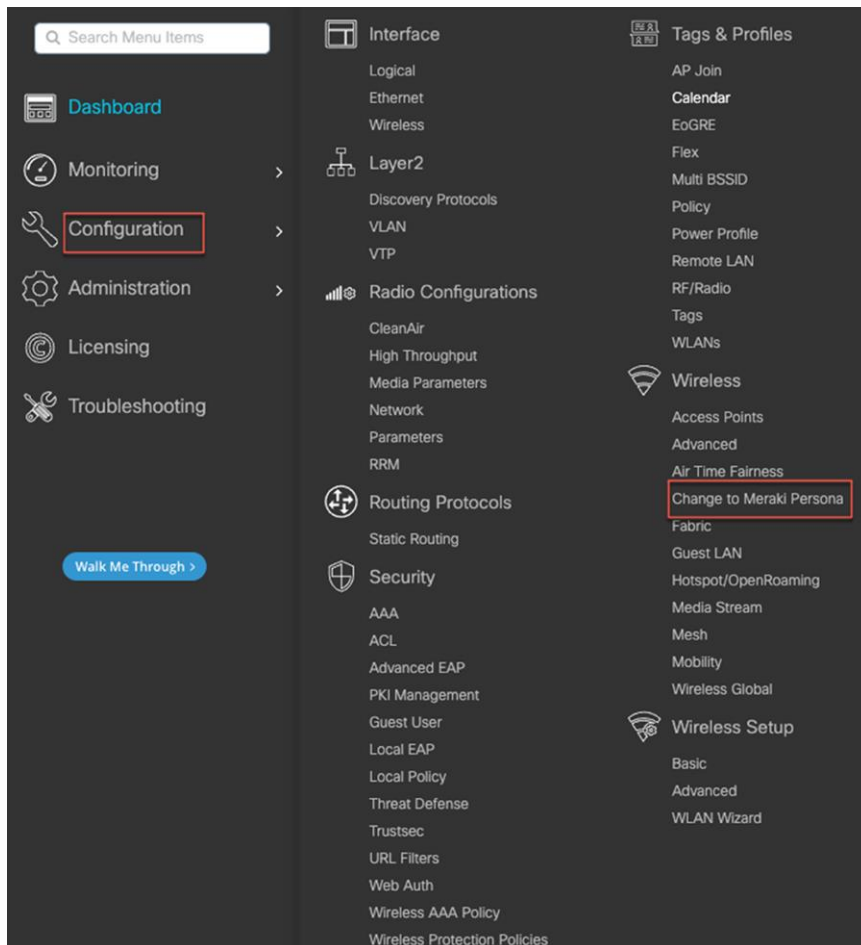 Search Menu Items
Dashboard
Monitoring
Configuration
Administration
Licensing
Troubleshooting
Walk Me Through >
Interface
Logical
Ethernet
Wireless
Layer2
Discovery Protocols
VLAN
VTP
Radio Configurations
CleanAir
High Throughput
Media Parameters
Network
Parameters
RRM
Routing Protocols
Static Routing
Security
AAA
ACL
Advanced EAP
PKI Management
Guest User
Local EAP
Local Policy
Threat Defense
Trustsec
URL Filters
Web Auth
Wireless AAA Policy
Wireless Protection Policies
Tags & Profiles
AP Join
Calendar
EoGRE
Flex
Multi BSSID
Policy
Power Profile
Remote LAN
RF/Radio
Tags
WLANs
Wireless
Access Points
Advanced
Air Time Fairness
Change to Meraki Persona
Fabric
Guest LAN
Hotspot/OpenRoaming
Media Stream
Mesh
Mobility
Wireless Global
Wireless Setup
Basic
Advanced
WLAN Wizard